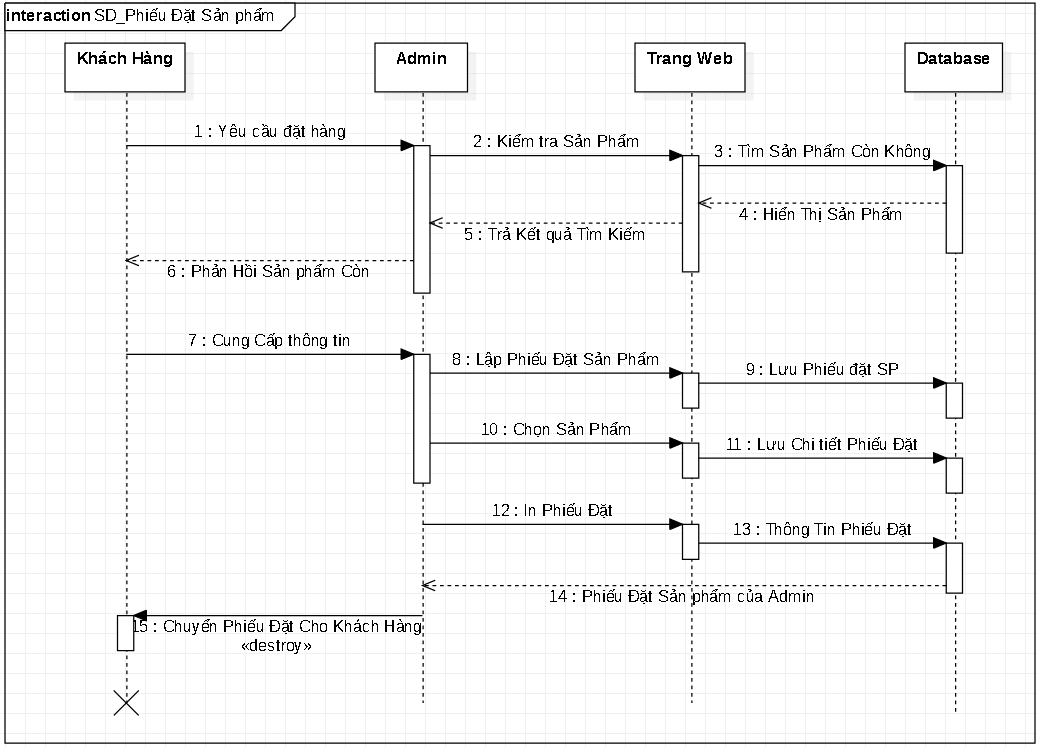 interaction SD_Phiếu Đặt Sản phẩm
Khách Hàng
Admin
Trang Web
Database
1 : Yêu cầu đặt hàng
2 : Kiểm tra Sản Phẩm
3 : Tìm Sản Phẩm Còn Không
4 : Hiển Thị Sản Phẩm
5 : Trả Kết quả Tìm Kiếm
6 : Phản Hồi Sản phẩm Còn
7 : Cung Cấp thông tin
8 : Lập Phiếu Đặt Sản Phẩm
9 : Lưu Phiếu đặt SP
10 : Chọn Sản Phẩm
11 : Lưu Chi tiết Phiếu Đặt
12 : In Phiếu Đặt
13 : Thông Tin Phiếu Đặt
14 : Phiếu Đặt Sản phẩm của Admin
15 : Chuyển Phiếu Đặt Cho Khách Hàng
«destroy»